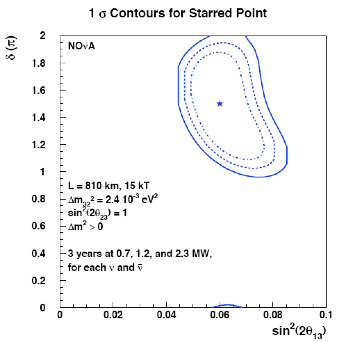 1 σ Contours for Starred Point
δ (π)
2
1.8
1.6
1.4
1.2
1
0.8
0.6
0.4
0.2
0
NOνA
L = 810 km, 15 kT
Δm₃₂² = 2.4 10⁻³ eV²
sin²(2θ₂₃) = 1
Δm² > 0
3 years at 0.7, 1.2, and 2.3 MW,
for each ν and ν̄
0 0.02 0.04 0.06 0.08 0.1
sin²(2θ₁₃)